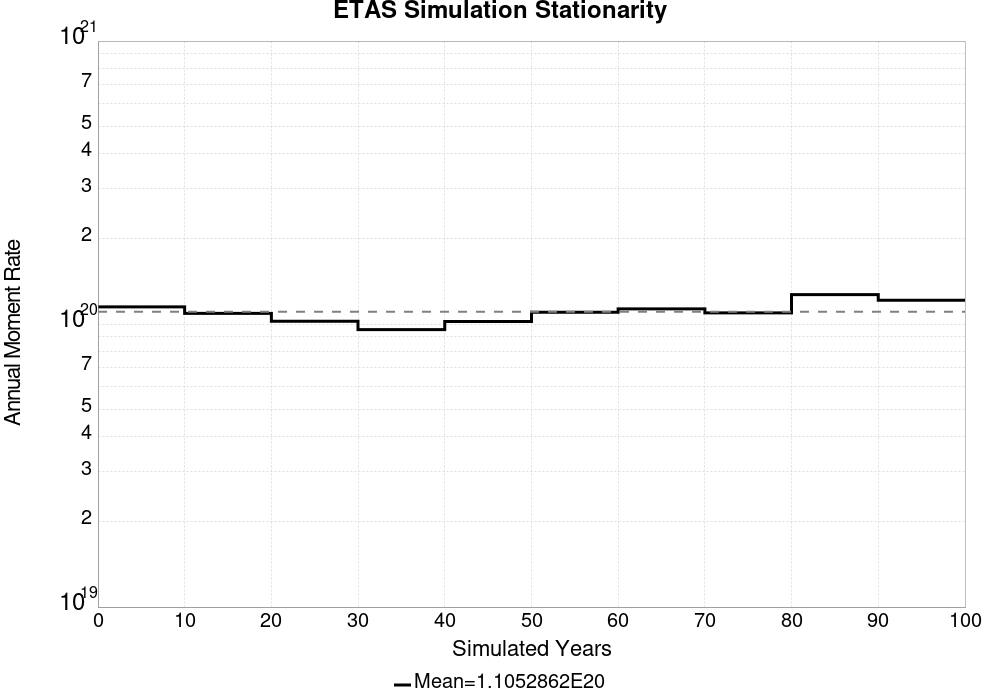 ETAS Simulation Stationarity
Annual Moment Rate
10^21
7
5
4
3
2
10^20
7
5
4
3
2
10^19
0 10 20 30 40 50 60 70 80 90 100
Simulated Years
Mean=1.1052862E20